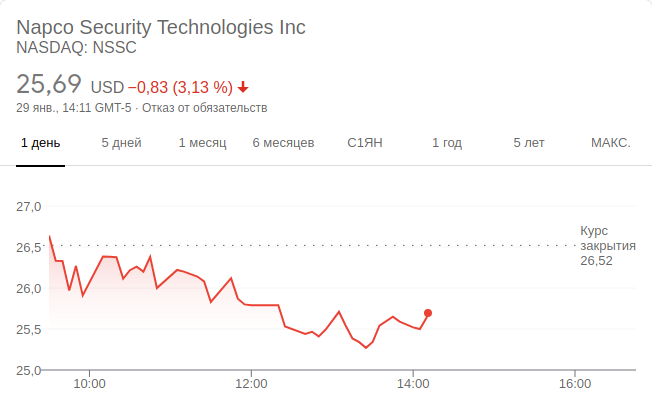 Napco Security Technologies Inc
NASDAQ: NSSC
25,69 USD −0,83 (3,13 %)
29 янв., 14:11 GMT-5 · Отказ от обязательств
1 день 5 дней 1 месяц 6 месяцев С1ЯН 1 год 5 лет МАКС.
27,0
Курс
26,5 закрытия
26,52
26,0
25,5
25,0
10:00 12:00 14:00 16:00